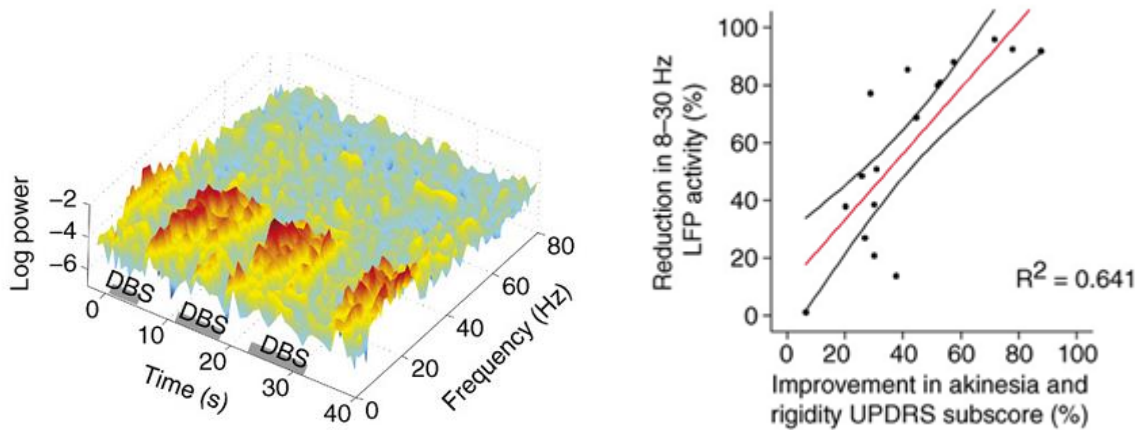 Log power
−2
−4
−6
DBS
DBS
DBS
0
10
20
30
40
Time (s)
0
20
40
60
80
Frequency (Hz)
Reduction in 8–30 Hz
LFP activity (%)
100
80
60
40
20
0
R² = 0.641
0 20 40 60 80 100
Improvement in akinesia and
rigidity UPDRS subscore (%)